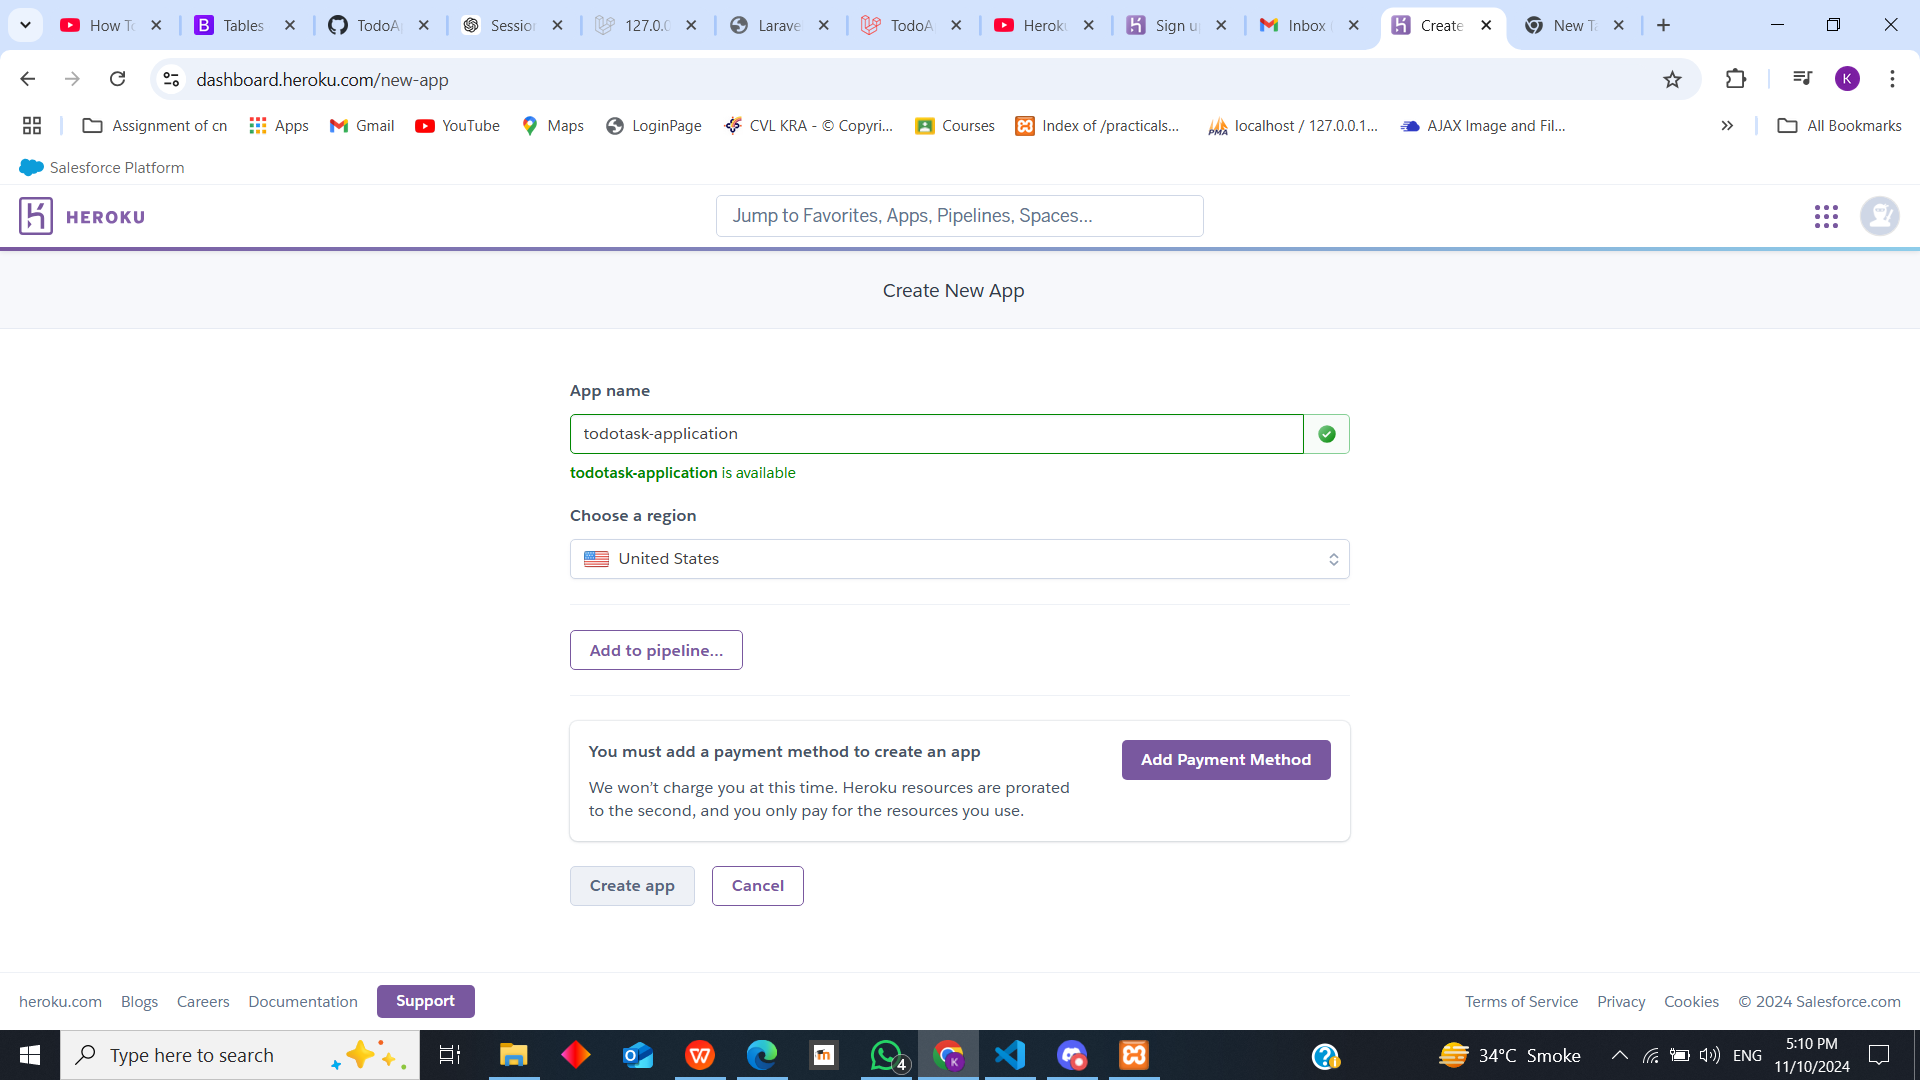 How To
Tables
TodoA
Session
127.0.0
Laravel
TodoA
Heroku
Sign u
Inbox
Create
New Ta
dashboard.heroku.com/new-app
K
Assignment of cn
Apps
Gmail
YouTube
Maps
LoginPage
CVL KRA - © Copyri...
Courses
Index of /practicals...
localhost / 127.0.0.1...
AJAX Image and Fil...
All Bookmarks
Salesforce Platform
HEROKU
Jump to Favorites, Apps, Pipelines, Spaces...
Create New App
App name
todotask-application
todotask-application is available
Choose a region
United States
Add to pipeline...
You must add a payment method to create an app
Add Payment Method
We won't charge you at this time. Heroku resources are prorated
to the second, and you only pay for the resources you use.
Create app
Cancel
heroku.com
Blogs
Careers
Documentation
Support
Terms of Service
Privacy
Cookies
© 2024 Salesforce.com
Type here to search
4
34°C Smoke
ENG
5:10 PM
11/10/2024